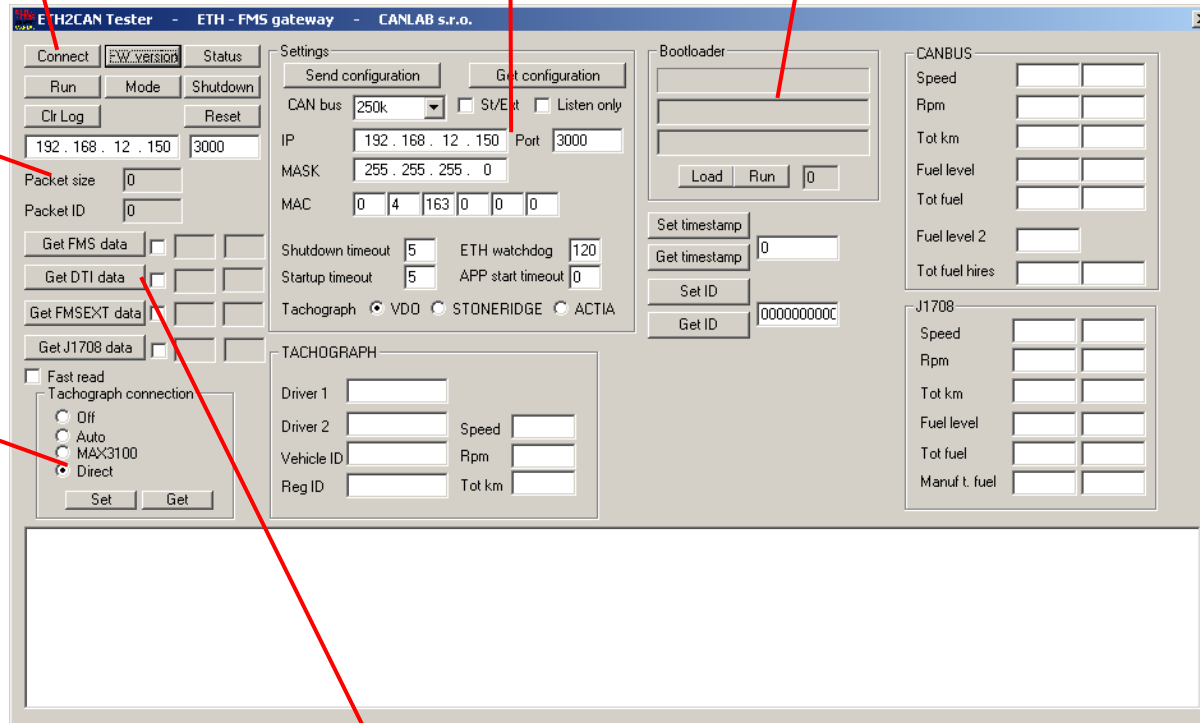 ETH2CAN Tester - ETH - FMS gateway - CANLAB s.r.o.
Connect FW version Status
Run Mode Shutdown
Clr Log Reset
192 . 168 . 12 . 150 3000
Packet size 0
Packet ID 0
Get FMS data
Get DTI data
Get FMSEXT data
Get J1708 data
Fast read
Tachograph connection
Off
Auto
MAX3100
Direct
Set Get
Settings
Send configuration Get configuration
CAN bus 250k St/Ext Listen only
IP 192 . 168 . 12 . 150 Port 3000
MASK 255 . 255 . 255 . 0
MAC 0 4 163 0 0 0
Shutdown timeout 5 ETH watchdog 120
Startup timeout 5 APP start timeout 0
Tachograph VDO STONERIDGE ACTIA
TACHOGRAPH
Driver 1
Driver 2 Speed
Vehicle ID Rpm
Reg ID Tot km
Bootloader
Load Run 0
Set timestamp
Get timestamp 0
Set ID
Get ID 000000000C
CANBUS
Speed
Rpm
Tot km
Fuel level
Tot fuel
Fuel level 2
Tot fuel hires
J1708
Speed
Rpm
Tot km
Fuel level
Tot fuel
Manuf t. fuel